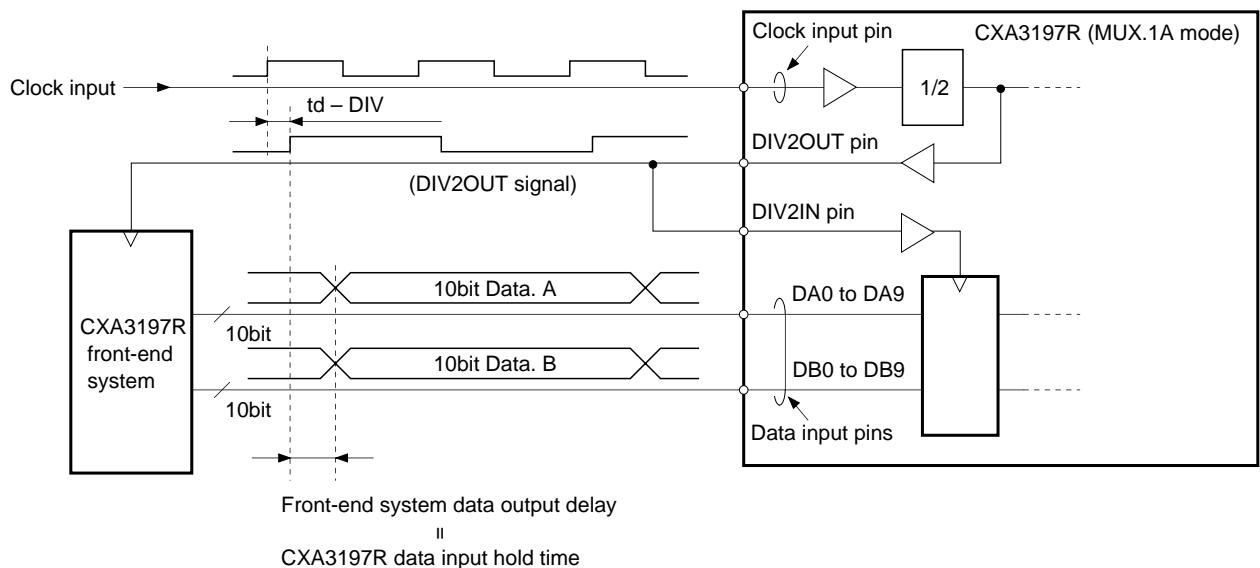 CXA3197R (MUX.1A mode)
Clock input pin
Clock input
1/2
td – DIV
DIV2OUT pin
(DIV2OUT signal)
DIV2IN pin
10bit Data. A
DA0 to DA9
CXA3197R
front-end
system
10bit
10bit Data. B
DB0 to DB9
10bit
Data input pins
Front-end system data output delay
=
CXA3197R data input hold time